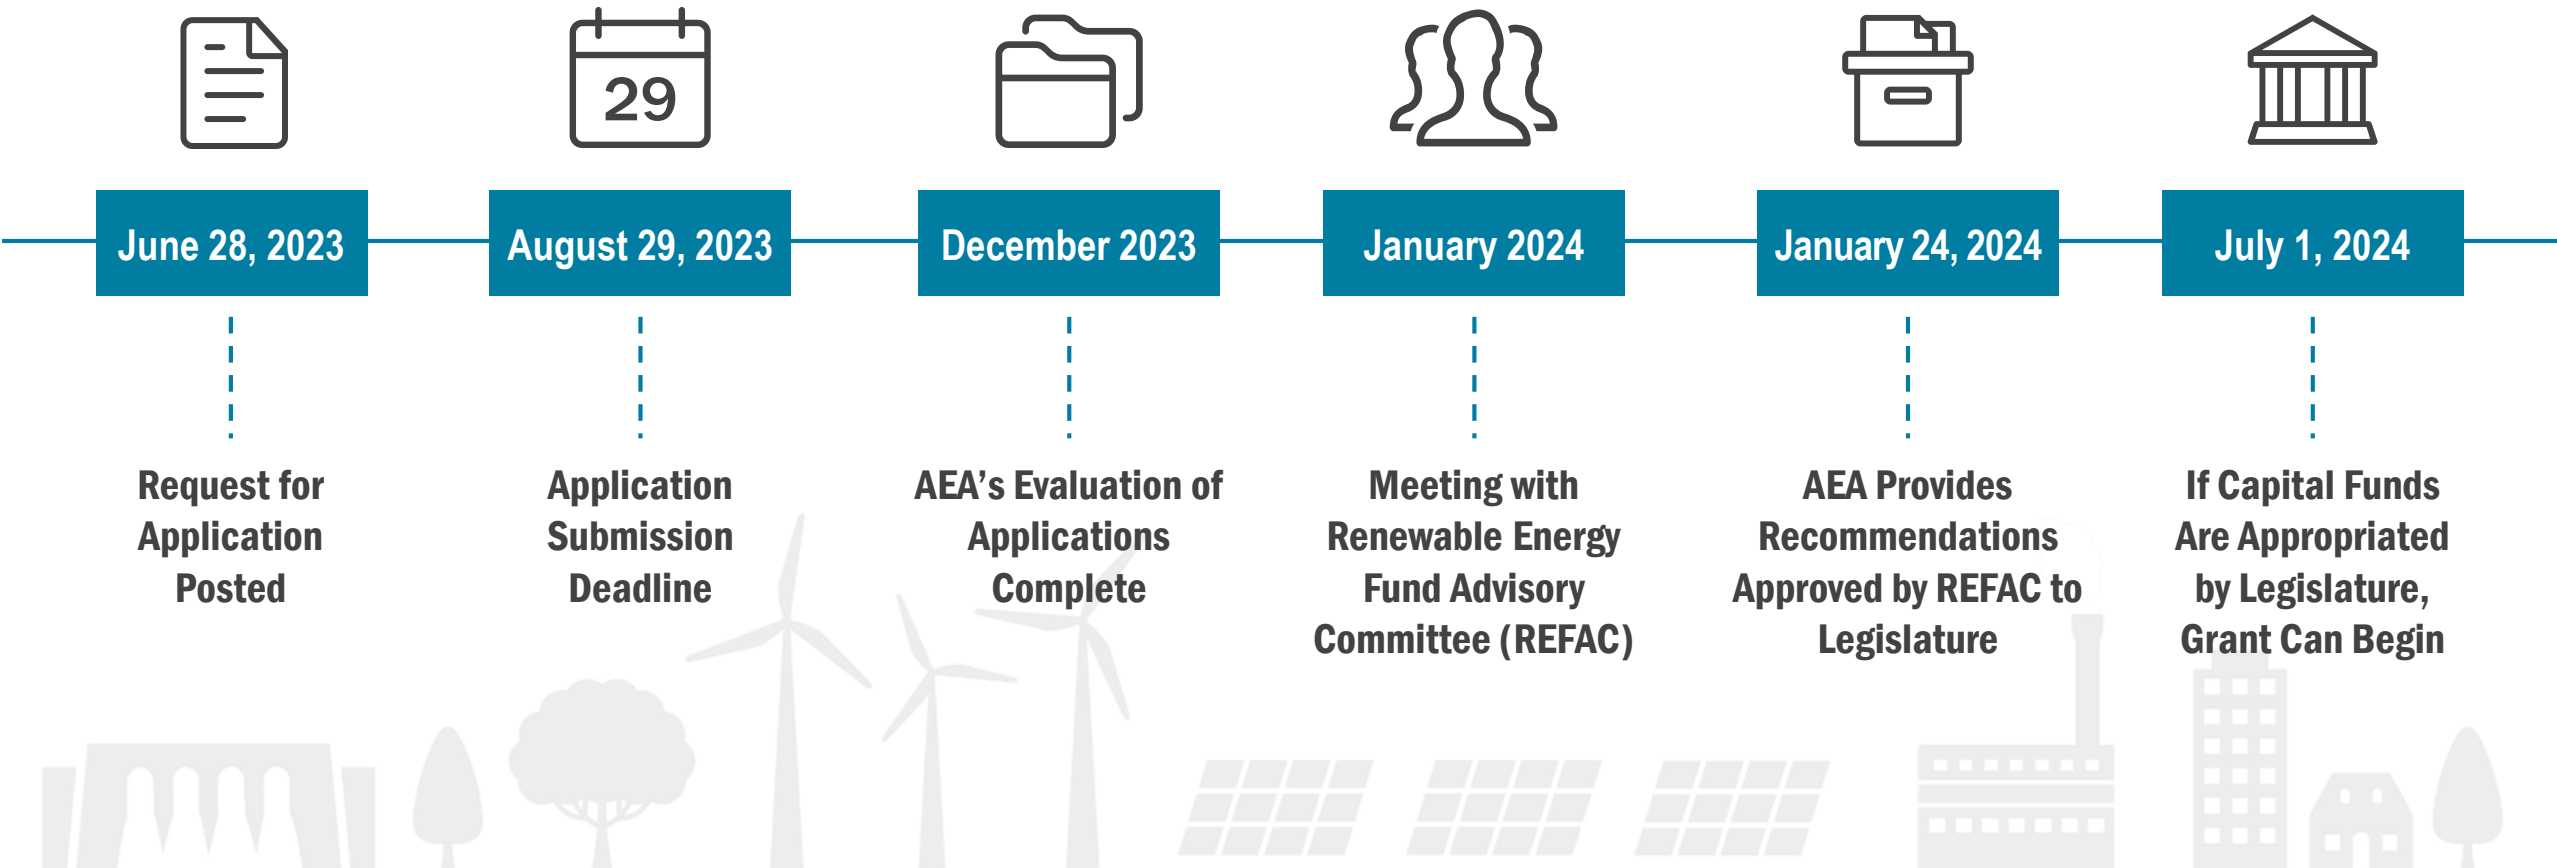 29
June 28, 2023
August 29, 2023
December 2023
January 2024
January 24, 2024
July 1, 2024
Request for
Application
Posted
Application
Submission
Deadline
AEA’s Evaluation of
Applications
Complete
Meeting with
Renewable Energy
Fund Advisory
Committee (REFAC)
AEA Provides
Recommendations
Approved by REFAC to
Legislature
If Capital Funds
Are Appropriated
by Legislature,
Grant Can Begin